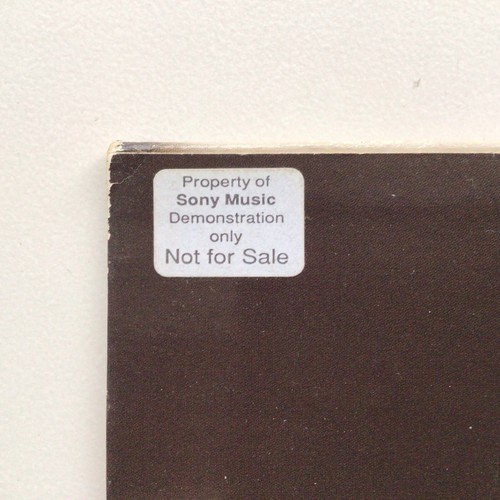 Property of
Sony Music
Demonstration
only
Not for Sale